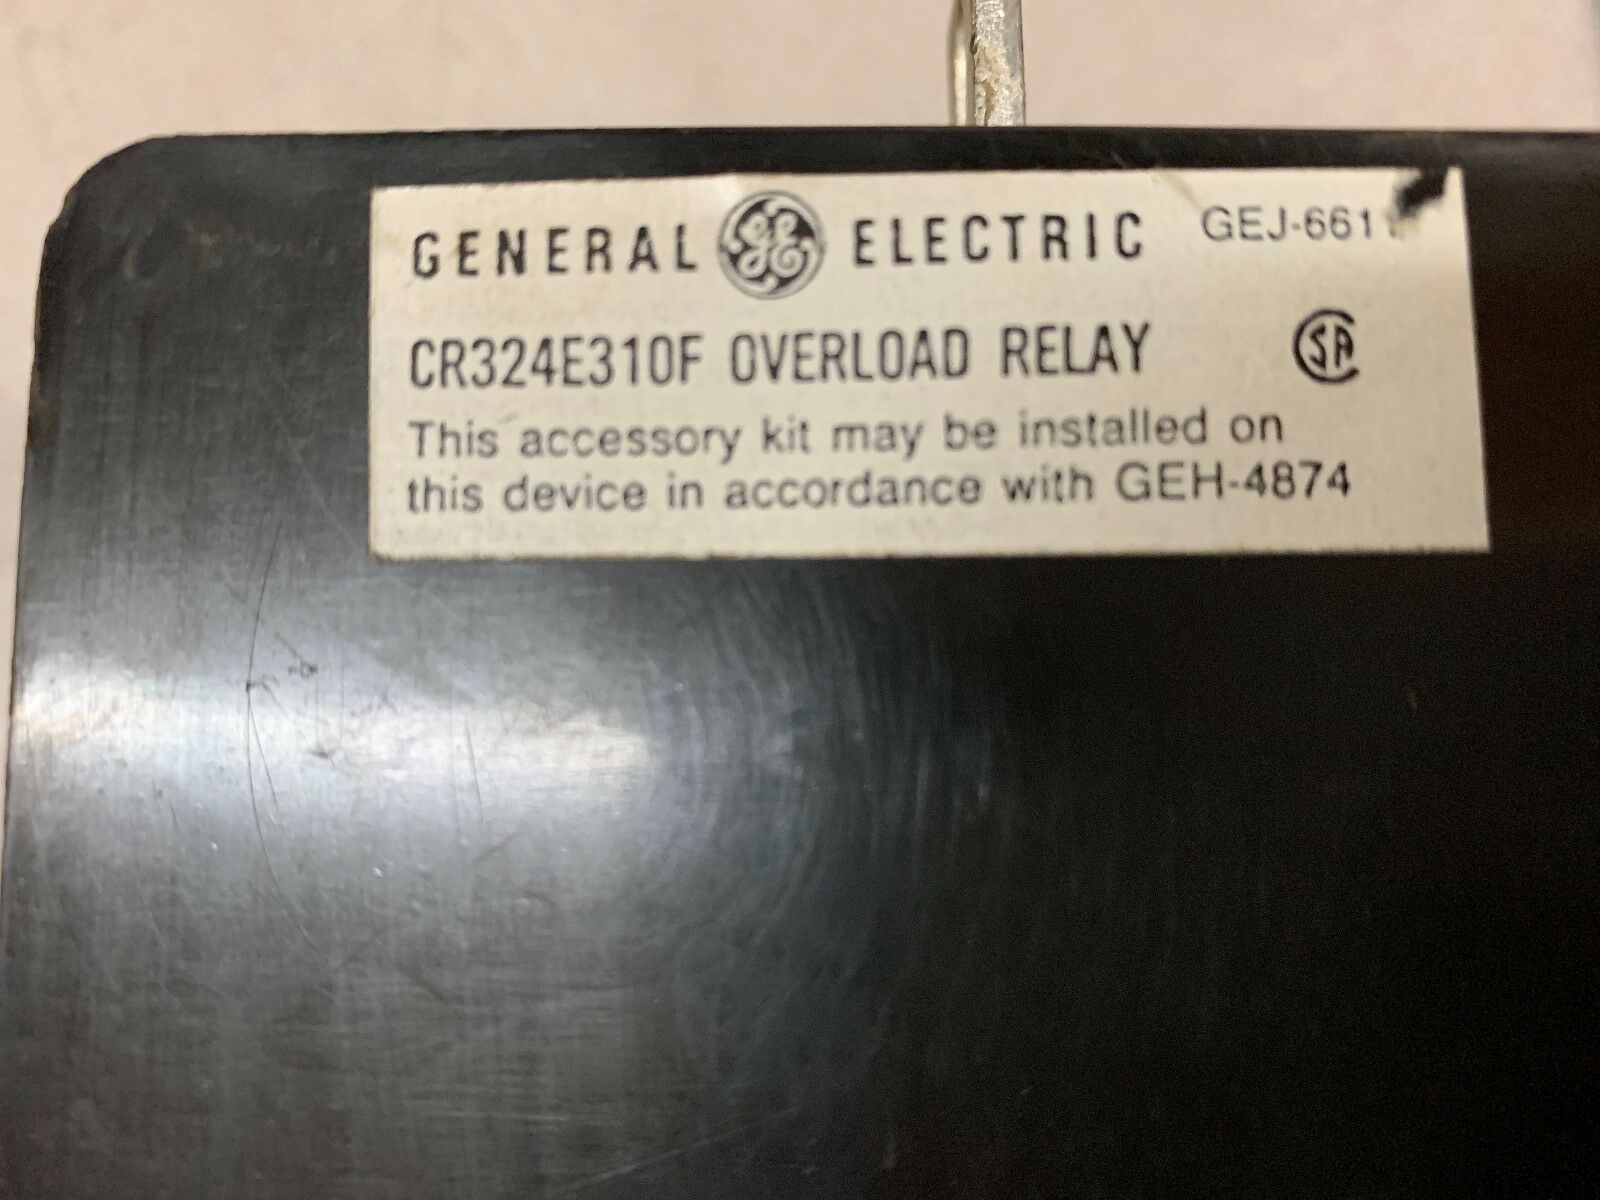 GENERAL GE ELECTRIC
CR324E310F OVERLOAD RELAY
This accessory kit may be installed on
this device in accordance with GEH-4874